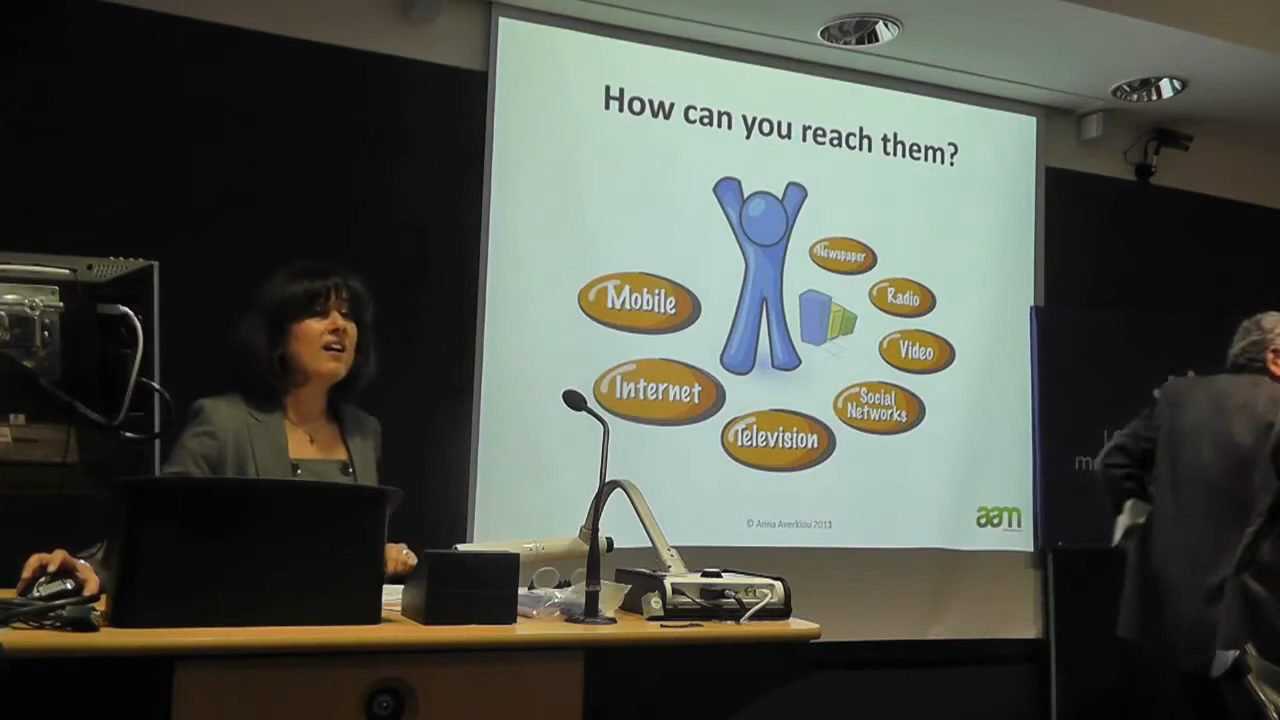 How can you reach them?
Newspaper
Mobile
Radio
Video
Internet
Social
Networks
Television
© Anna Averkiou 2013
aam